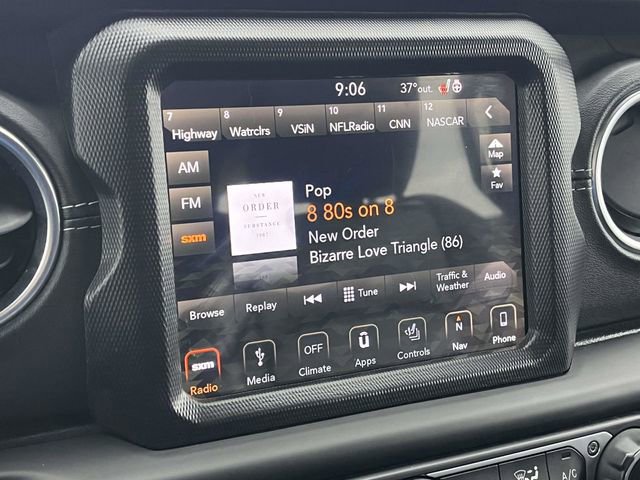 9:06 37° out.
7 8 9 10 11 12
Highway Watrclrs VSiN NFLRadio CNN NASCAR
AM
FM
sxm
NEW
ORDER
SUBSTANCE
1987
Pop
8 80s on 8
New Order
Bizarre Love Triangle (86)
Map
Fav
Browse Replay Tune Traffic & Weather Audio
sxm OFF N
Radio Media Climate Apps Controls Nav Phone
A/C